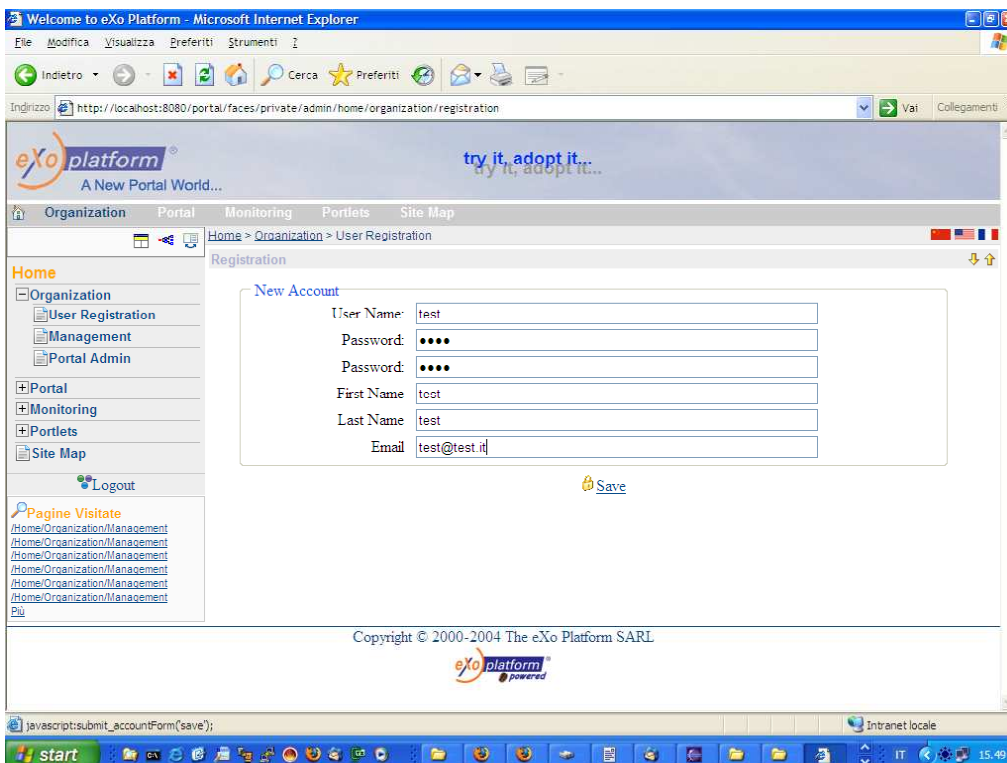 Welcome to eXo Platform - Microsoft Internet Explorer
File Modifica Visualizza Preferiti Strumenti ?
Indietro Cerca Preferiti
Indirizzo http://localhost:8080/portal/faces/private/admin/home/organization/registration Vai Collegamenti
eXo platform ®
A New Portal World...
try it, adopt it...
try it, adopt it...
Organization Portal Monitoring Portlets Site Map
Home > Organization > User Registration
Registration
Home
Organization
User Registration
Management
Portal Admin
Portal
Monitoring
Portlets
Site Map
Logout
Pagine Visitate
/Home/Organization/Management
/Home/Organization/Management
/Home/Organization/Management
/Home/Organization/Management
/Home/Organization/Management
/Home/Organization/Management
Più
New Account
User Name: test
Password: ••••
Password: ••••
First Name test
Last Name test
Email test@test.it
Save
Copyright © 2000-2004 The eXo Platform SARL
eXo platform ®
powered
javascript:submit_accountForm('save'); Intranet locale
start IT 15.49